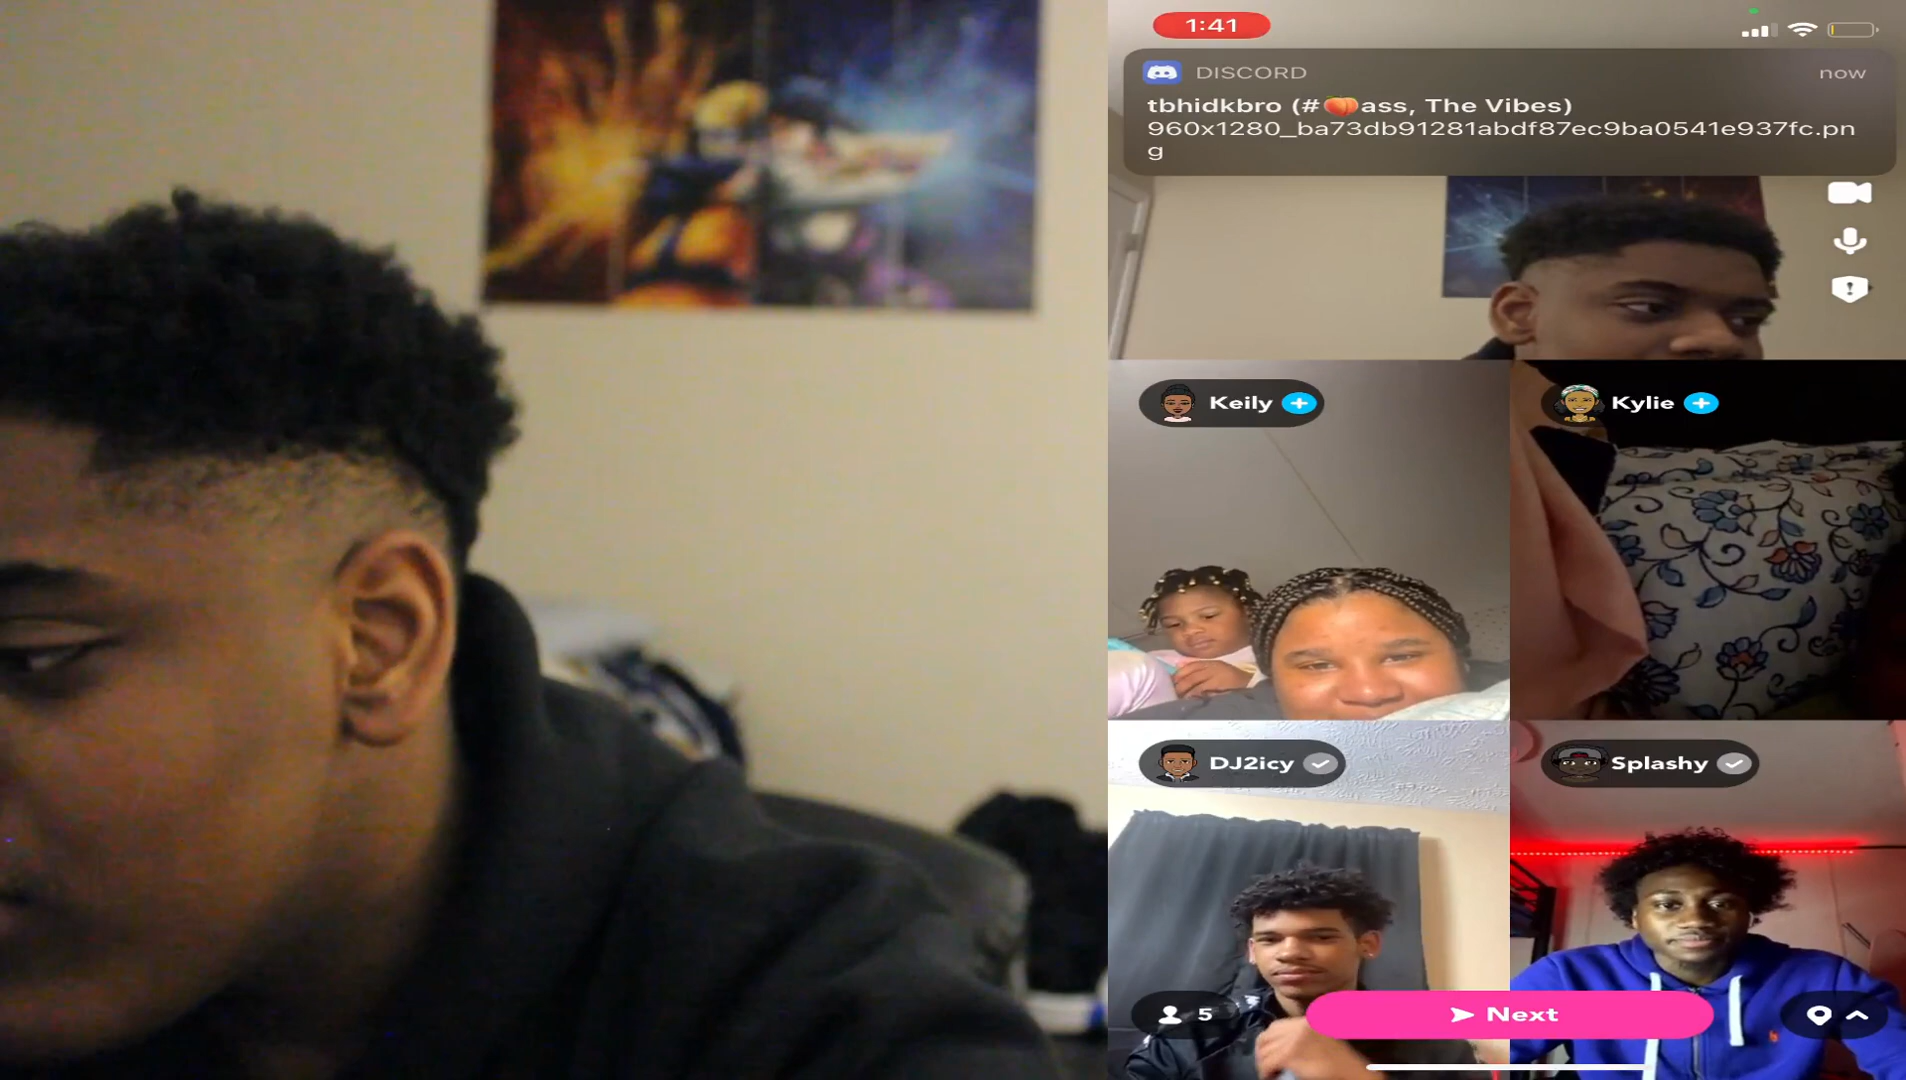 1:41
DISCORD
now
tbhidkbro (#🍑ass, The Vibes)
960x1280_ba73db91281abdf87ec9ba0541e937fc.pn
g
Keily
Kylie
DJ2icy
Splashy
5
Next